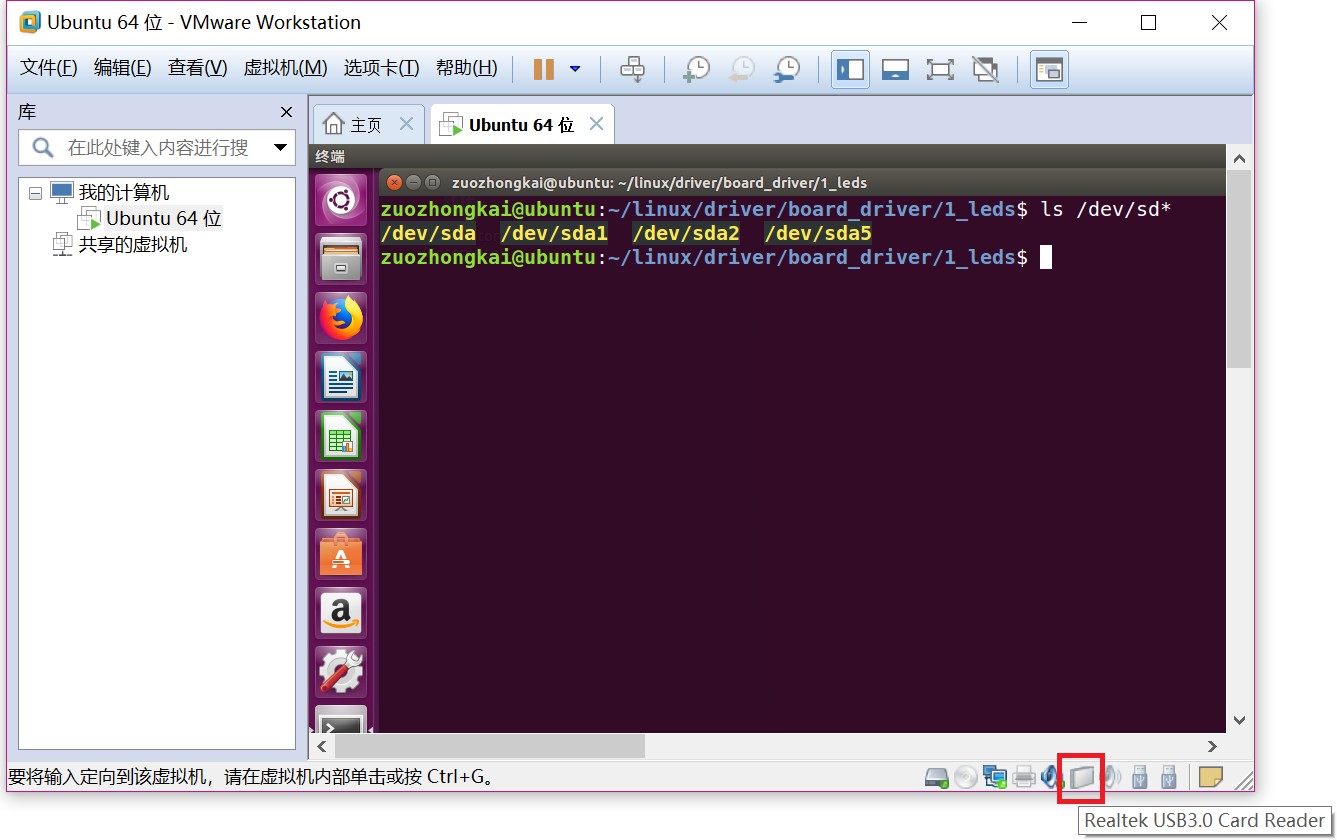 Ubuntu 64 位 - VMware Workstation
文件(F) 编辑(E) 查看(V) 虚拟机(M) 选项卡(T) 帮助(H)
库
在此处键入内容进行搜
我的计算机
Ubuntu 64 位
共享的虚拟机
主页 Ubuntu 64 位
终端
zuozhongkai@ubuntu: ~/linux/driver/board_driver/1_leds
zuozhongkai@ubuntu:~/linux/driver/board_driver/1_leds$ ls /dev/sd*
/dev/sda /dev/sda1 /dev/sda2 /dev/sda5
zuozhongkai@ubuntu:~/linux/driver/board_driver/1_leds$
要将输入定向到该虚拟机，请在虚拟机内部单击或按 Ctrl+G。
Realtek USB3.0 Card Reader